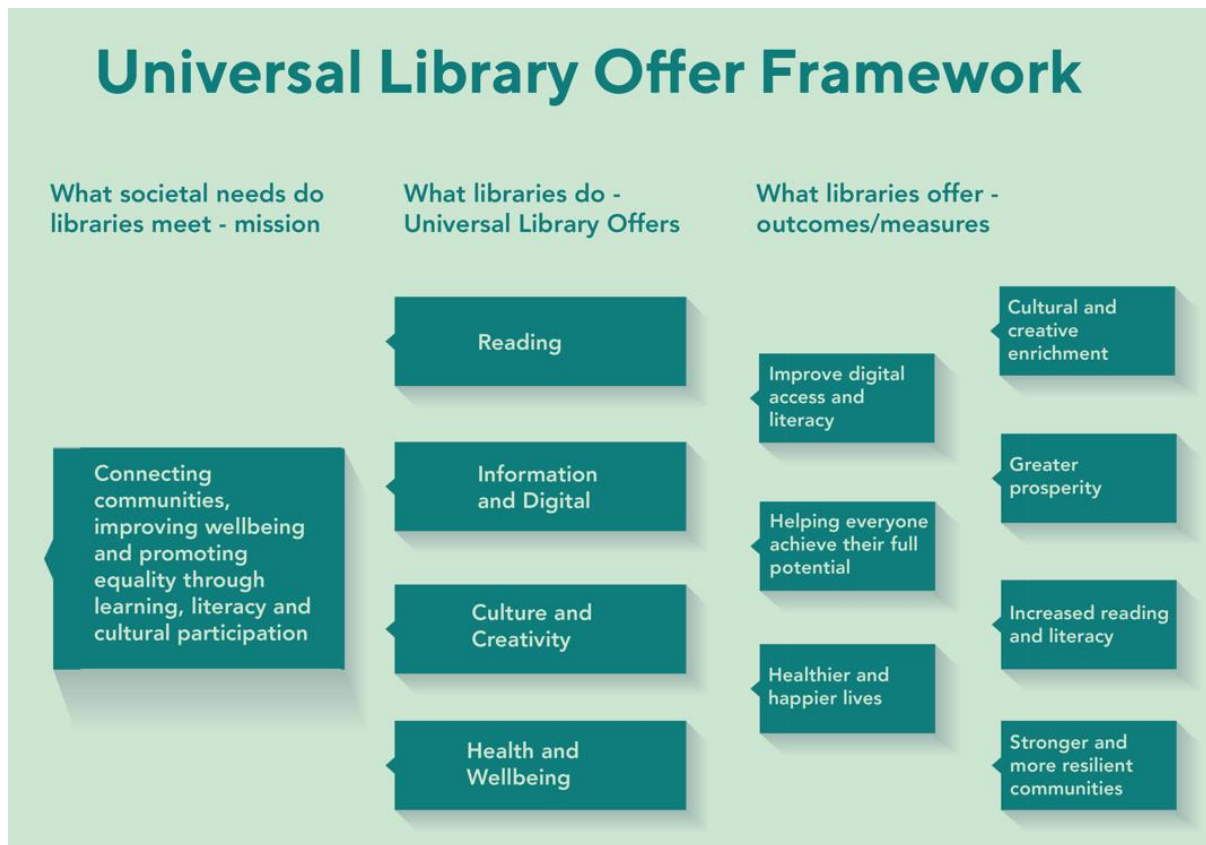 Universal Library Offer Framework
What societal needs do
libraries meet - mission
Connecting
communities,
improving wellbeing
and promoting
equality through
learning, literacy and
cultural participation
What libraries do -
Universal Library Offers
Reading
Information
and Digital
Culture and
Creativity
Health and
Wellbeing
What libraries offer -
outcomes/measures
Improve digital
access and
literacy
Helping everyone
achieve their full
potential
Healthier and
happier lives
Cultural and
creative
enrichment
Greater
prosperity
Increased reading
and literacy
Stronger and
more resilient
communities